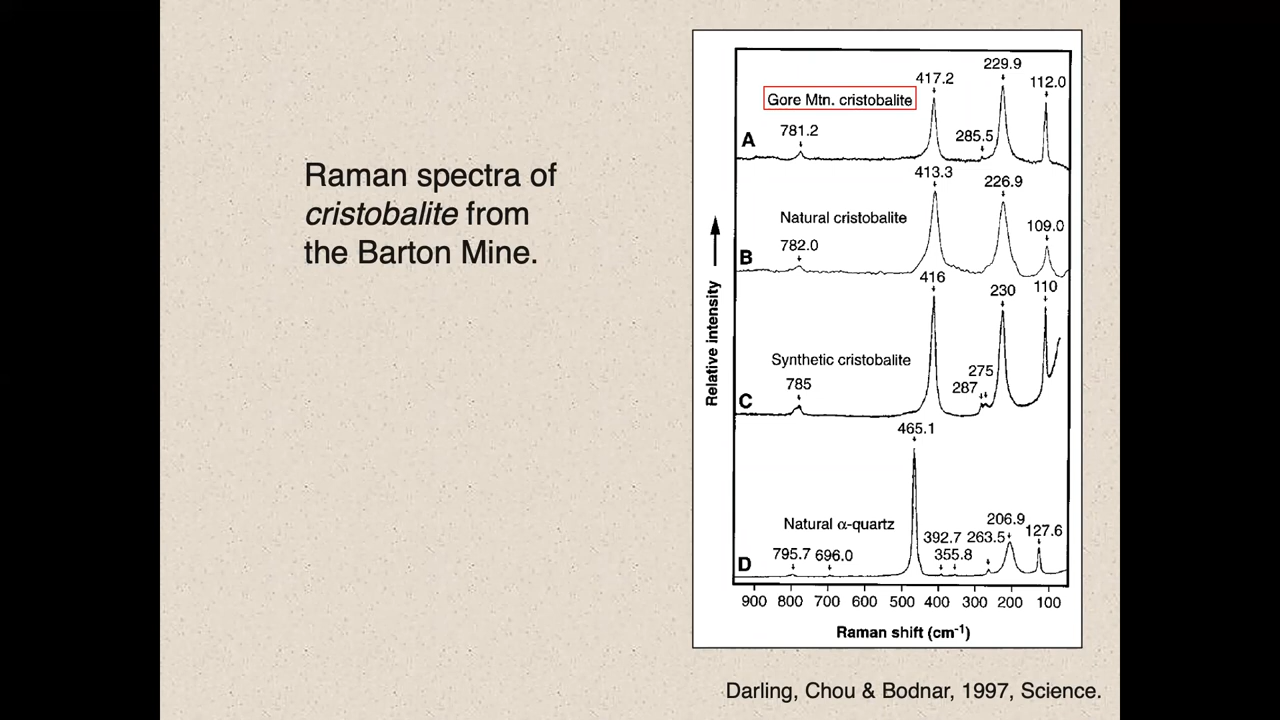 Raman spectra of
cristobalite from
the Barton Mine.
Gore Mtn. cristobalite
781.2
417.2
285.5
229.9
112.0
A
Natural cristobalite
782.0
413.3
226.9
109.0
B
Synthetic cristobalite
785
416
287
275
230
110
C
Natural α-quartz
795.7
696.0
465.1
392.7
355.8
263.5
206.9
127.6
D
Relative intensity
900 800 700 600 500 400 300 200 100
Raman shift (cm⁻¹)
Darling, Chou & Bodnar, 1997, Science.